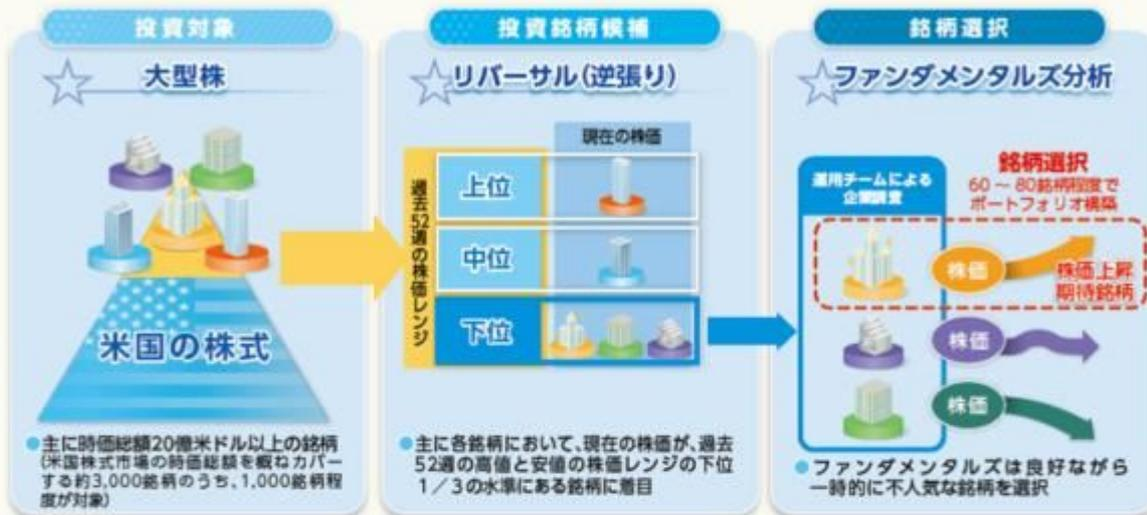 投資対象
大型株
米国の株式
●主に時価総額20億米ドル以上の銘柄
(米国株式市場の時価総額を概ねカバー
する約3,000銘柄のうち、1,000銘柄程
度が対象)
投資銘柄候補
リバーサル(逆張り)
現在の株価
過去52週の株価レンジ
上位
中位
下位
●主に各銘柄において、現在の株価が、過去
52週の高値と安値の株価レンジの下位
1/3の水準にある銘柄に着目
銘柄選択
ファンダメンタルズ分析
運用チームによる
企業調査
銘柄選択
60~80銘柄程度で
ポートフォリオ構築
株価
株価上昇
期待銘柄
株価
株価
●ファンダメンタルズは良好ながら
一時的に不人気な銘柄を選択